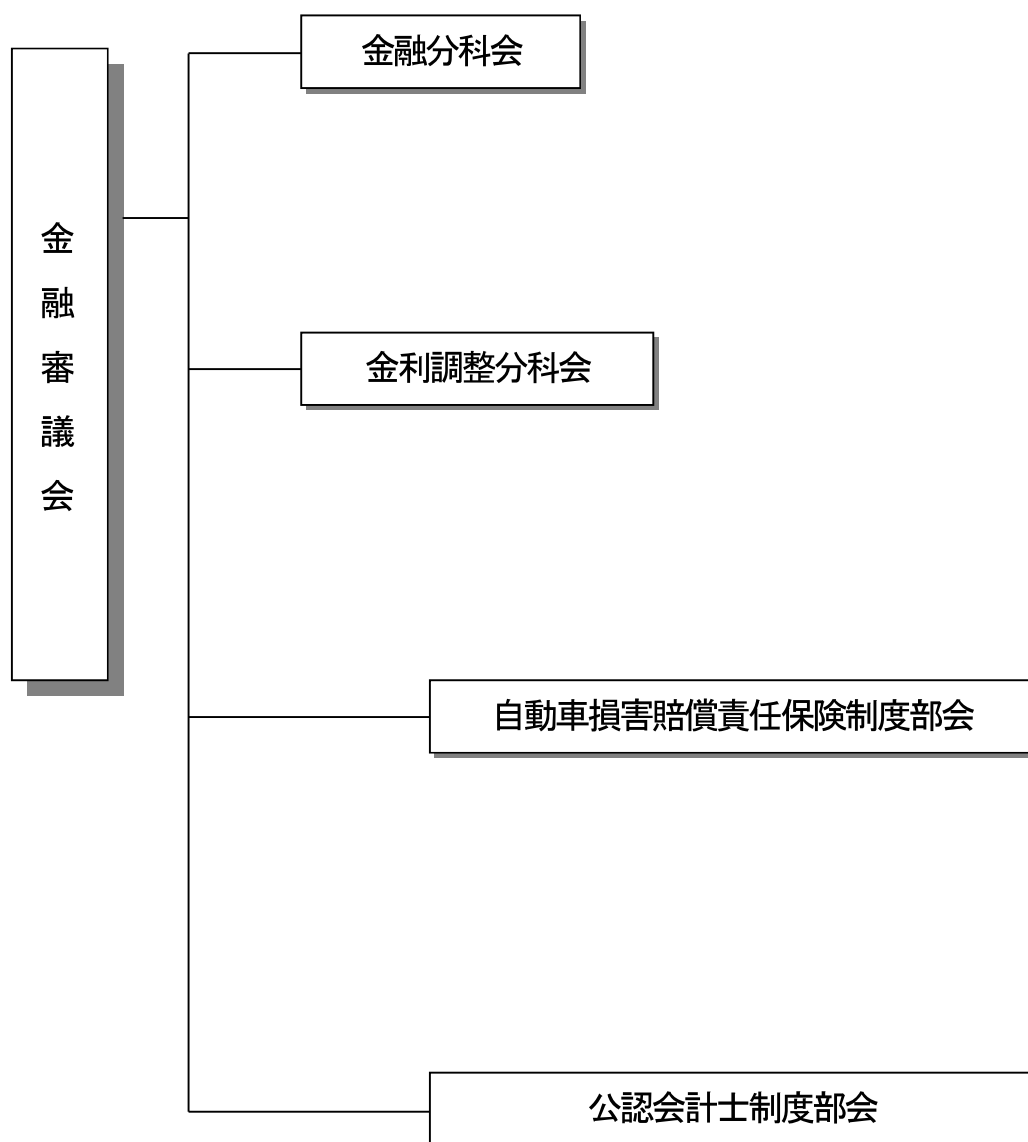 金融審議会
金融分科会
金利調整分科会
自動車損害賠償責任保険制度部会
公認会計士制度部会